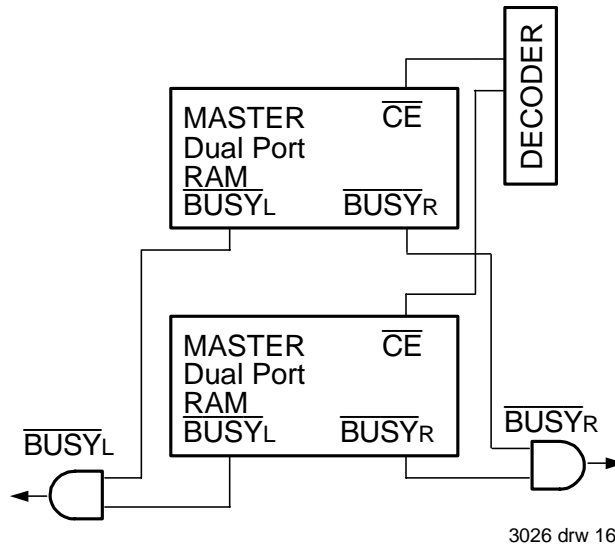 DECODER
MASTER
CE
Dual Port
RAM
BUSYL
BUSYR
MASTER
CE
Dual Port
RAM
BUSYL
BUSYR
BUSYL
BUSYR
3026 drw 16